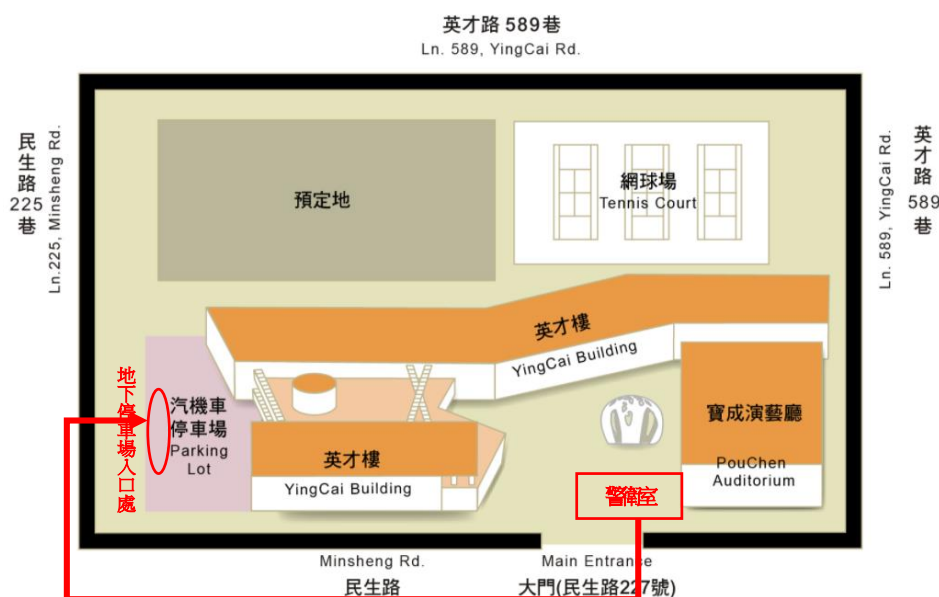 英才路 589巷
Ln. 589, YingCai Rd.
民生路225巷
Ln.225, Minsheng Rd.
預定地
網球場
Tennis Court
英才路589巷
Ln. 589, YingCai Rd.
英才樓
YingCai Building
地下停車場入口處
汽機車
停車場
Parking
Lot
英才樓
YingCai Building
寶成演藝廳
PouChen
Auditorium
警衛室
Minsheng Rd.
民生路
Main Entrance
大門(民生路227號)